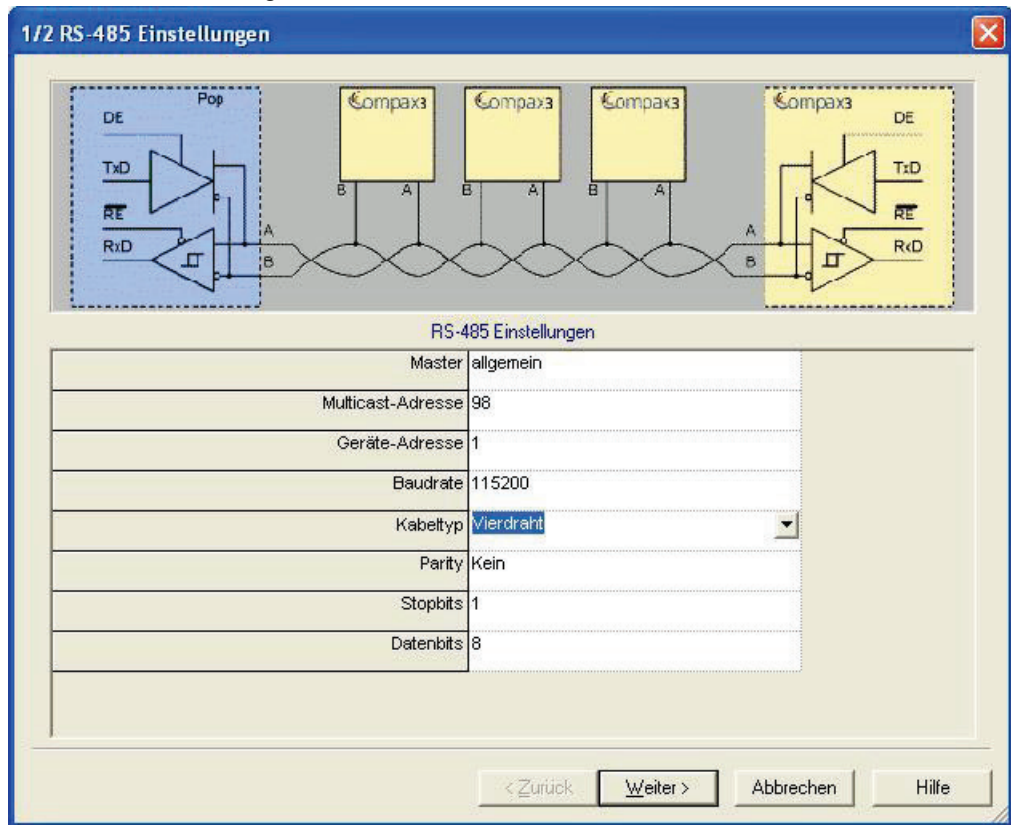 1/2 RS-485 Einstellungen
Pop
DE
TxD
RE
RxD
A
B
Compax3
B A
Compax3
B A
Compax3
B A
Compax3
DE
TxD
RE
RxD
A
B
RS-485 Einstellungen
Master allgemein
Multicast-Adresse 98
Geräte-Adresse 1
Baudrate 115200
Kabeltyp Vierdraht
Parity Kein
Stopbits 1
Datenbits 8
< Zurück Weiter > Abbrechen Hilfe